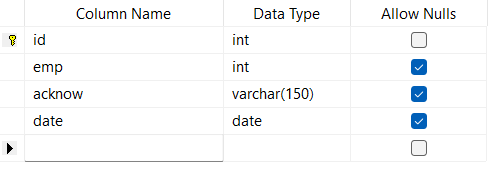 Column Name Data Type Allow Nulls
id int
emp int
acknow varchar(150)
date date